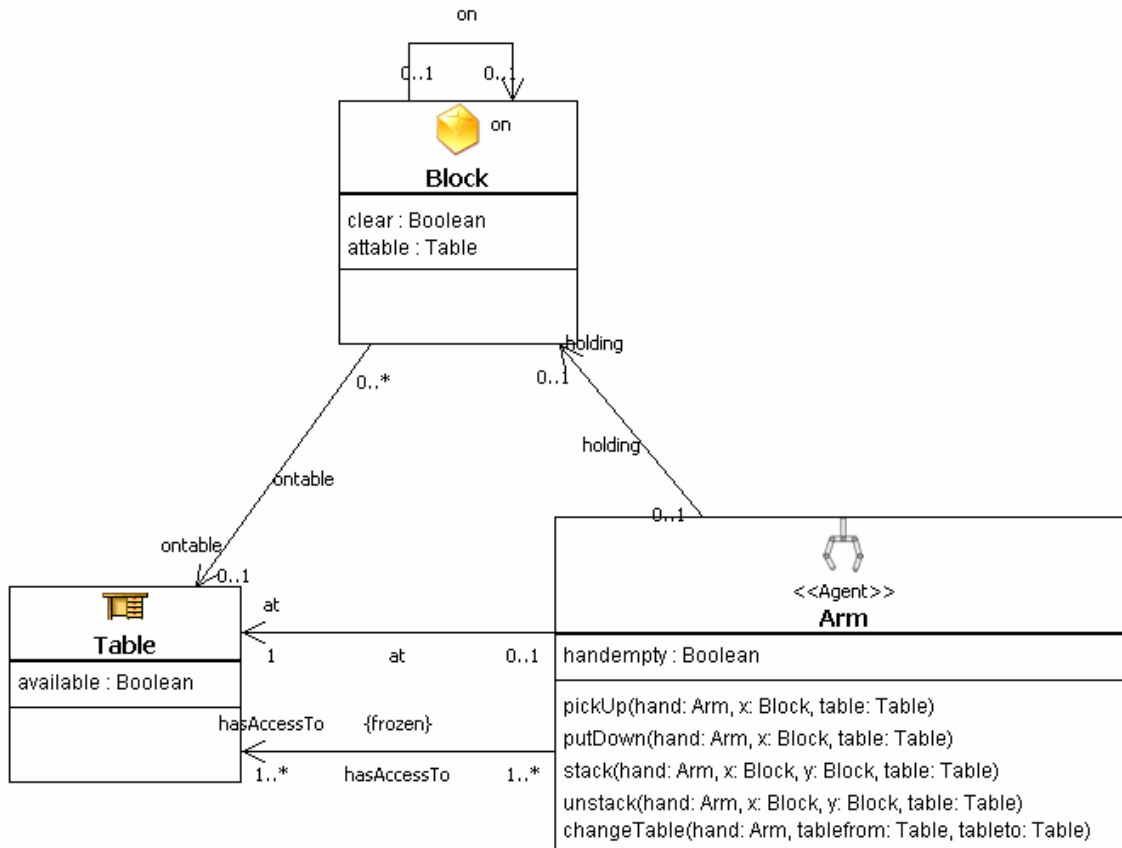 on
0..1 0..1
on
Block
clear : Boolean
attable : Table
holding
0..* 0..1
holding
ontable
0..1
ontable
0..1
<<Agent>>
Arm
at
Table
1 at 0..1
handempty : Boolean
available : Boolean
pickUp(hand: Arm, x: Block, table: Table)
hasAccessTo {frozen}
putDown(hand: Arm, x: Block, table: Table)
1..* hasAccessTo 1..*
stack(hand: Arm, x: Block, y: Block, table: Table)
unstack(hand: Arm, x: Block, y: Block, table: Table)
changeTable(hand: Arm, tablefrom: Table, tableto: Table)